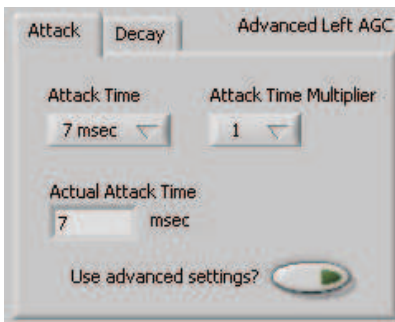 Attack Decay Advanced Left AGC
Attack Time Attack Time Multiplier
7 msec 1
Actual Attack Time
7 msec
Use advanced settings?